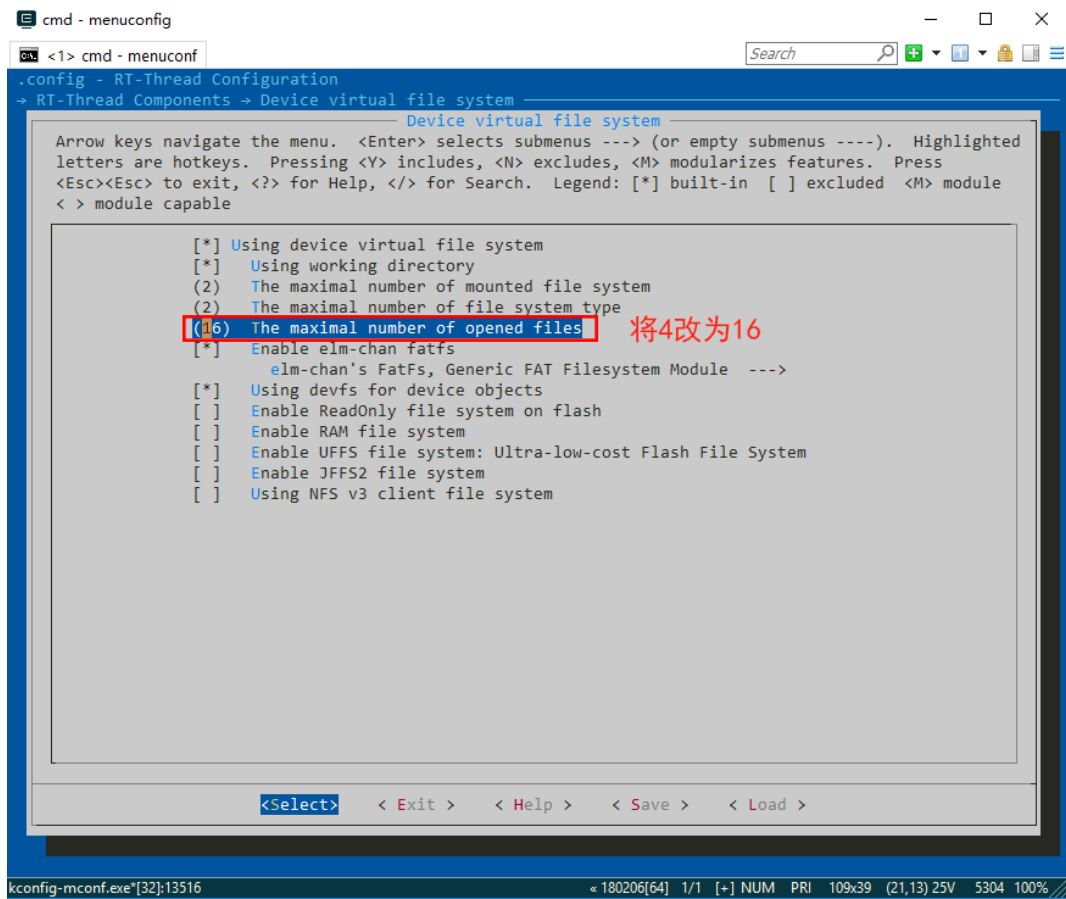 cmd - menuconfig
<1> cmd - menuconf
Search
.config - RT-Thread Configuration
→ RT-Thread Components → Device virtual file system
Device virtual file system
Arrow keys navigate the menu.  <Enter> selects submenus ---> (or empty submenus ----).  Highlighted
letters are hotkeys.  Pressing <Y> includes, <N> excludes, <M> modularizes features.  Press
<Esc><Esc> to exit, <?> for Help, </> for Search.  Legend: [*] built-in  [ ] excluded  <M> module
< > module capable
[*] Using device virtual file system
[*]   Using working directory
(2)   The maximal number of mounted file system
(2)   The maximal number of file system type
(16)  The maximal number of opened files 将4改为16
[*]   Enable elm-chan fatfs
elm-chan's FatFs, Generic FAT Filesystem Module  --->
[*]   Using devfs for device objects
[ ]   Enable ReadOnly file system on flash
[ ]   Enable RAM file system
[ ]   Enable UFFS file system: Ultra-low-cost Flash File System
[ ]   Enable JFFS2 file system
[ ]   Using NFS v3 client file system
<Select>    < Exit >    < Help >    < Save >    < Load >
kconfig-mconf.exe*[32]:13516 « 180206[64] 1/1 [+] NUM PRI 109x39 (21,13) 25V 5304 100%